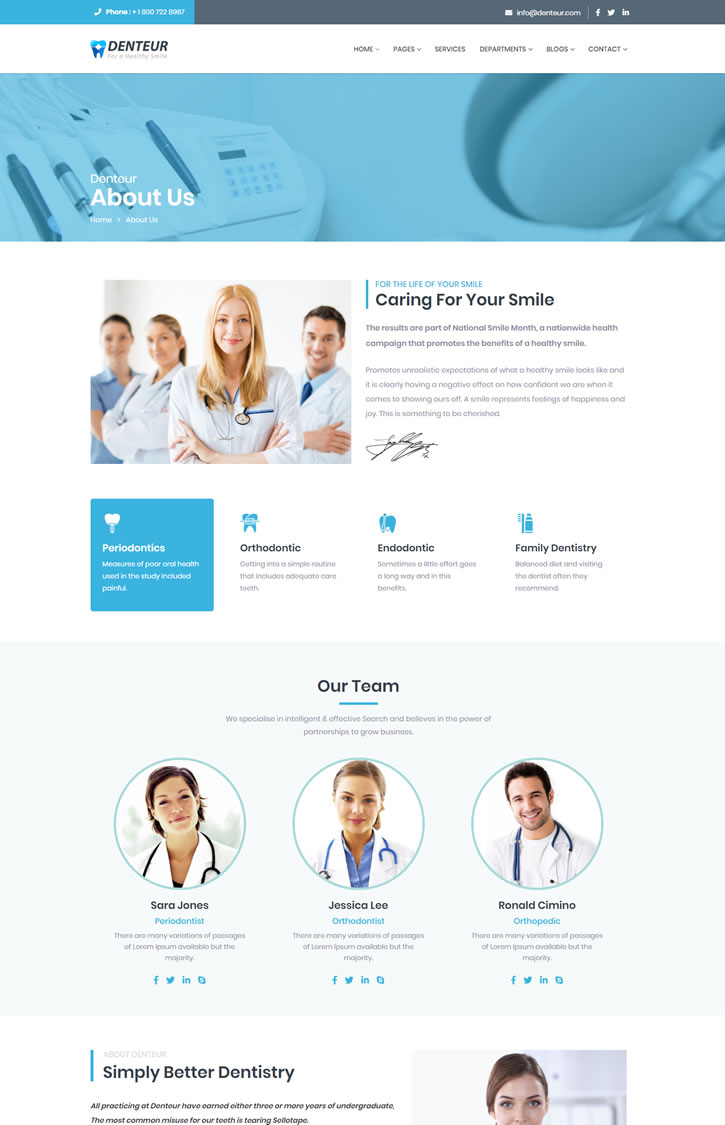 Phone : + 1 800 722 8987
info@denteur.com
DENTEUR
For a Healthy Smile
HOME PAGES SERVICES DEPARTMENTS BLOGS CONTACT
Denteur
About Us
Home > About Us
FOR THE LIFE OF YOUR SMILE
Caring For Your Smile
The results are part of National Smile Month, a nationwide health
campaign that promotes the benefits of a healthy smile.
Promotes unrealistic expectations of what a healthy smile looks like and
it is clearly having a negative effect on how confident we are when it
comes to showing ours off. A smile represents feelings of happiness and
joy. This is something to be cherished.
Periodontics
Measures of poor oral health
used in the study included
painful.
Orthodontic
Getting into a simple routine
that includes adequate care
teeth.
Endodontic
Sometimes a little effort goes
a long way and in this
benefits.
Family Dentistry
Balanced diet and visiting
the dentist often they
recommend.
Our Team
We specialise in intelligent & effective Search and believes in the power of
partnerships to grow business.
Sara Jones
Periodontist
There are many variations of passages
of Lorem Ipsum available but the
majority.
Jessica Lee
Orthodontist
There are many variations of passages
of Lorem Ipsum available but the
majority.
Ronald Cimino
Orthopedic
There are many variations of passages
of Lorem Ipsum available but the
majority.
ABOUT DENTEUR
Simply Better Dentistry
All practicing at Denteur have earned either three or more years of undergraduate,
The most common misuse for our teeth is tearing Sellotape.